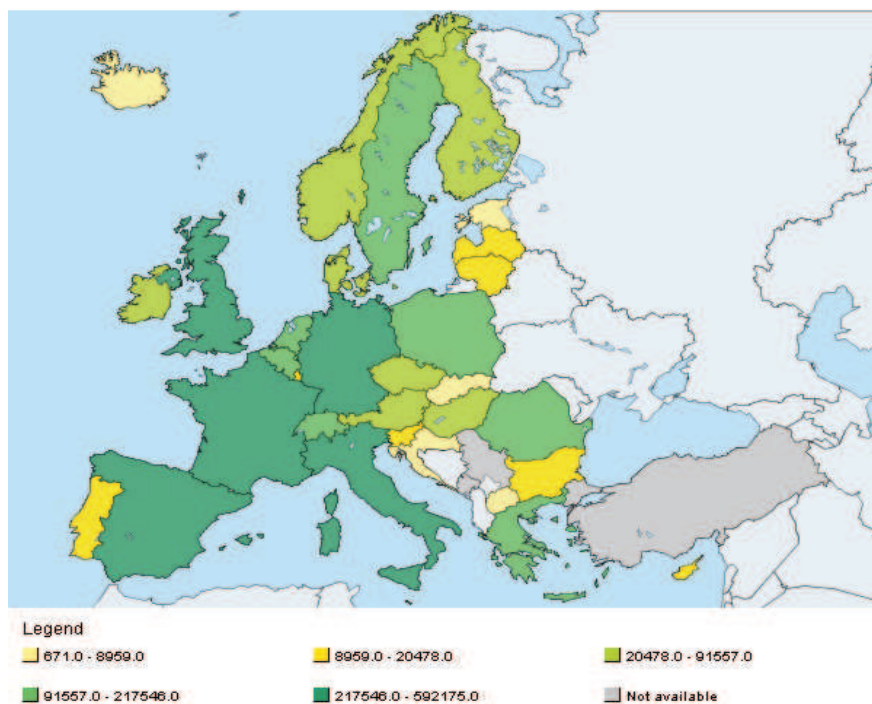 Legend
671.0 - 8959.0
8959.0 - 20478.0
20478.0 - 91557.0
91557.0 - 217546.0
217546.0 - 592175.0
Not available